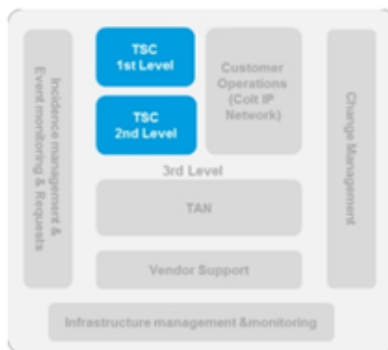 Incidence management &
Event monitoring & Requests
TSC
1st Level
TSC
2nd Level
Customer
Operations
(Colt IP
Network)
Change Management
3rd Level
TAN
Vendor Support
Infrastructure management &monitoring